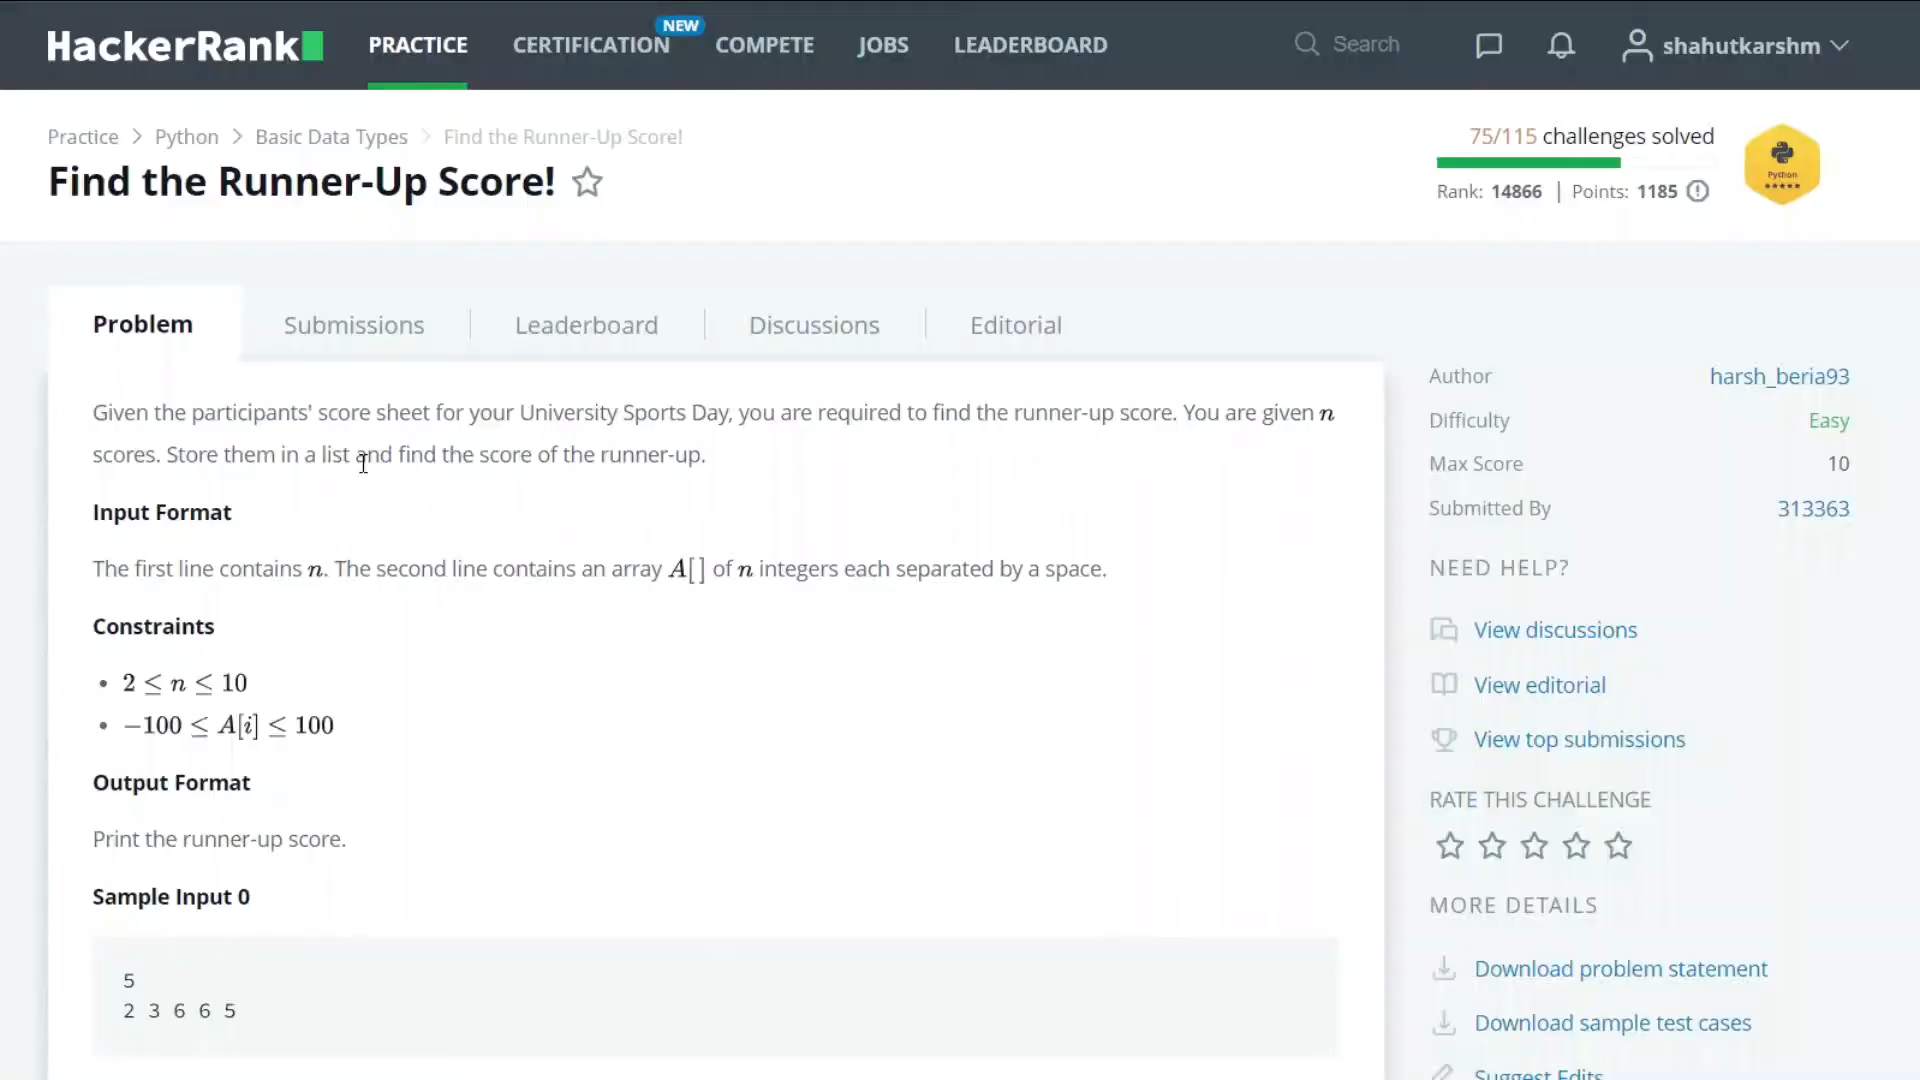 HackerRank PRACTICE CERTIFICATION NEW COMPETE JOBS LEADERBOARD Search shahutkarshm
Practice > Python > Basic Data Types > Find the Runner-Up Score!
Find the Runner-Up Score!
75/115 challenges solved
Rank: 14866 | Points: 1185
Python
Problem Submissions Leaderboard Discussions Editorial
Given the participants' score sheet for your University Sports Day, you are required to find the runner-up score. You are given n
scores. Store them in a list and find the score of the runner-up.
Input Format
The first line contains n. The second line contains an array A[] of n integers each separated by a space.
Constraints
• 2 ≤ n ≤ 10
• −100 ≤ A[i] ≤ 100
Output Format
Print the runner-up score.
Sample Input 0
5
2 3 6 6 5
Author harsh_beria93
Difficulty Easy
Max Score 10
Submitted By 313363
NEED HELP?
View discussions
View editorial
View top submissions
RATE THIS CHALLENGE
MORE DETAILS
Download problem statement
Download sample test cases
Suggest Edits